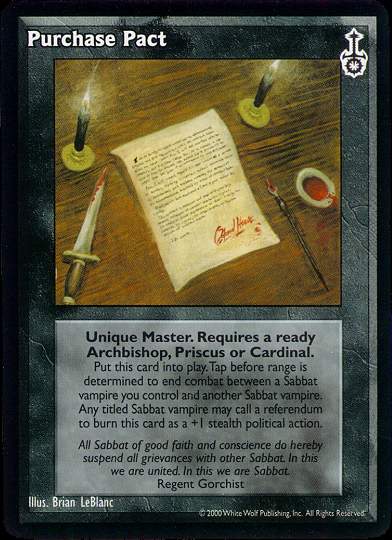 Purchase Pact
Unique Master. Requires a ready
Archbishop, Priscus or Cardinal.
Put this card into play. Tap before range is
determined to end combat between a Sabbat
vampire you control and another Sabbat vampire.
Any titled Sabbat vampire may call a referendum
to burn this card as a +1 stealth political action.
All Sabbat of good faith and conscience do hereby
suspend all grievances with other Sabbat. In this
we are united. In this we are Sabbat.
Regent Gorchist
Illus. Brian LeBlanc
© 2000 White Wolf Publishing, Inc. All Rights Reserved.